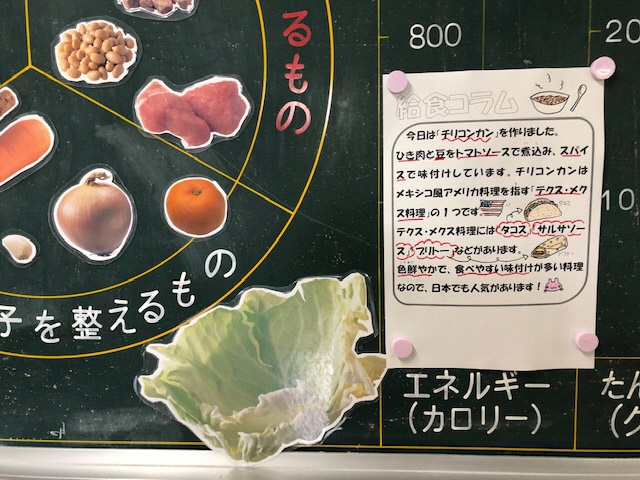 るもの
子を整えるもの
800
20
10
給食コラム
今日は「チリコンカン」を作りました。
ひき肉と豆をトマトソースで煮込み、スパイ
スで味付けしています。チリコンカンは
メキシコ風アメリカ料理を指す「テクス・メク
ス料理」の1つです。
タコス
テクス・メクス料理には「タコス」「サルサソー
ス」「ブリトー」などがあります。
色鮮やかで、食べやすい味付けが多い料理
なので、日本でも人気があります！
エネルギー
(カロリー)
たん
(グ